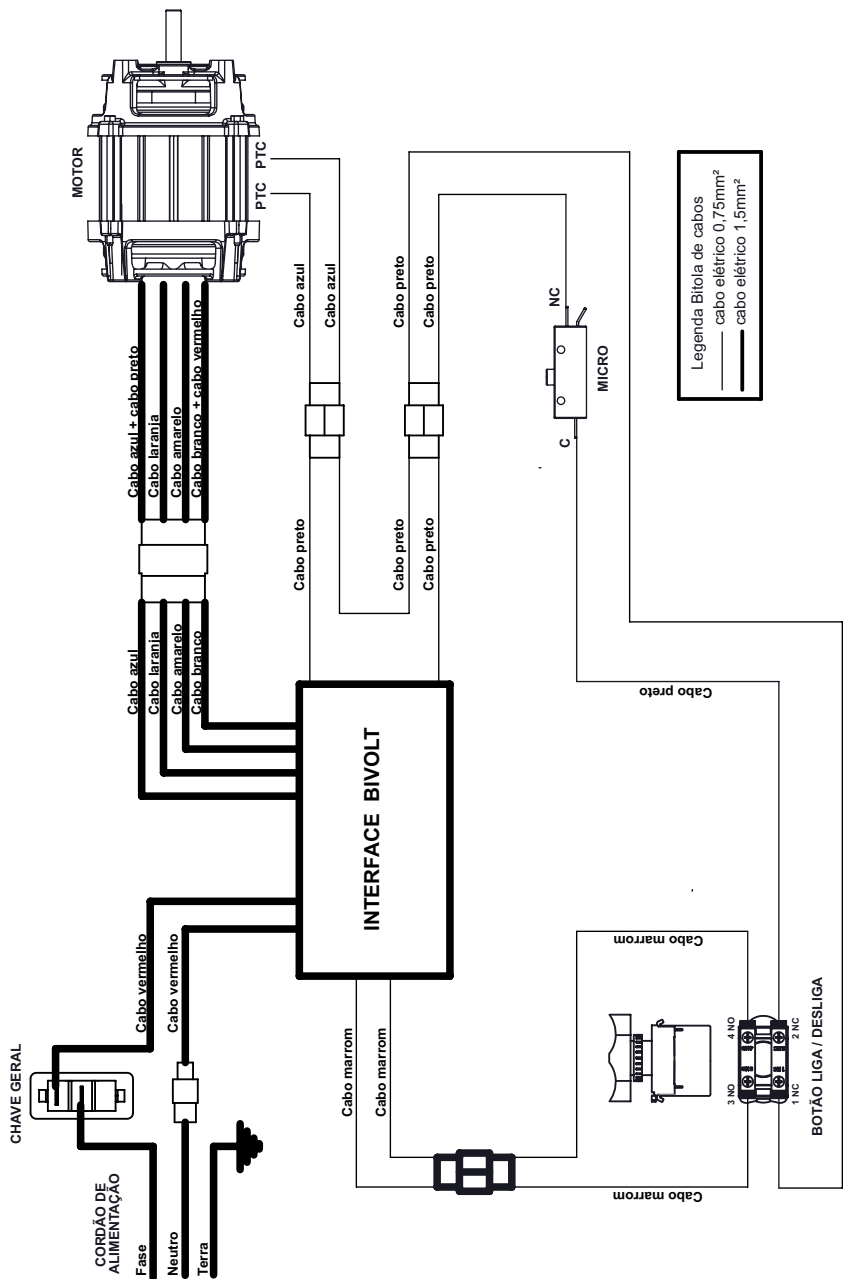 MOTOR
PTC
PTC
Cabo azul + cabo preto
Cabo laranja
Cabo amarelo
Cabo branco + cabo vermelho
Cabo azul
Cabo azul
Cabo preto
Cabo preto
NC
MICRO
C
Legenda Bitola de cabos
cabo elétrico 0,75mm²
cabo elétrico 1,5mm²
Cabo azul
Cabo laranja
Cabo amarelo
Cabo branco
Cabo preto
Cabo preto
Cabo preto
Cabo preto
INTERFACE BIVOLT
CHAVE GERAL
Cabo vermelho
Cabo vermelho
CORDÃO DE
ALIMENTAÇÃO
Fase
Neutro
Terra
Cabo marrom
Cabo marrom
Cabo marrom
Cabo marrom
3 NO
4 NO
1 NC
2 NC
BOTÃO LIGA / DESLIGA